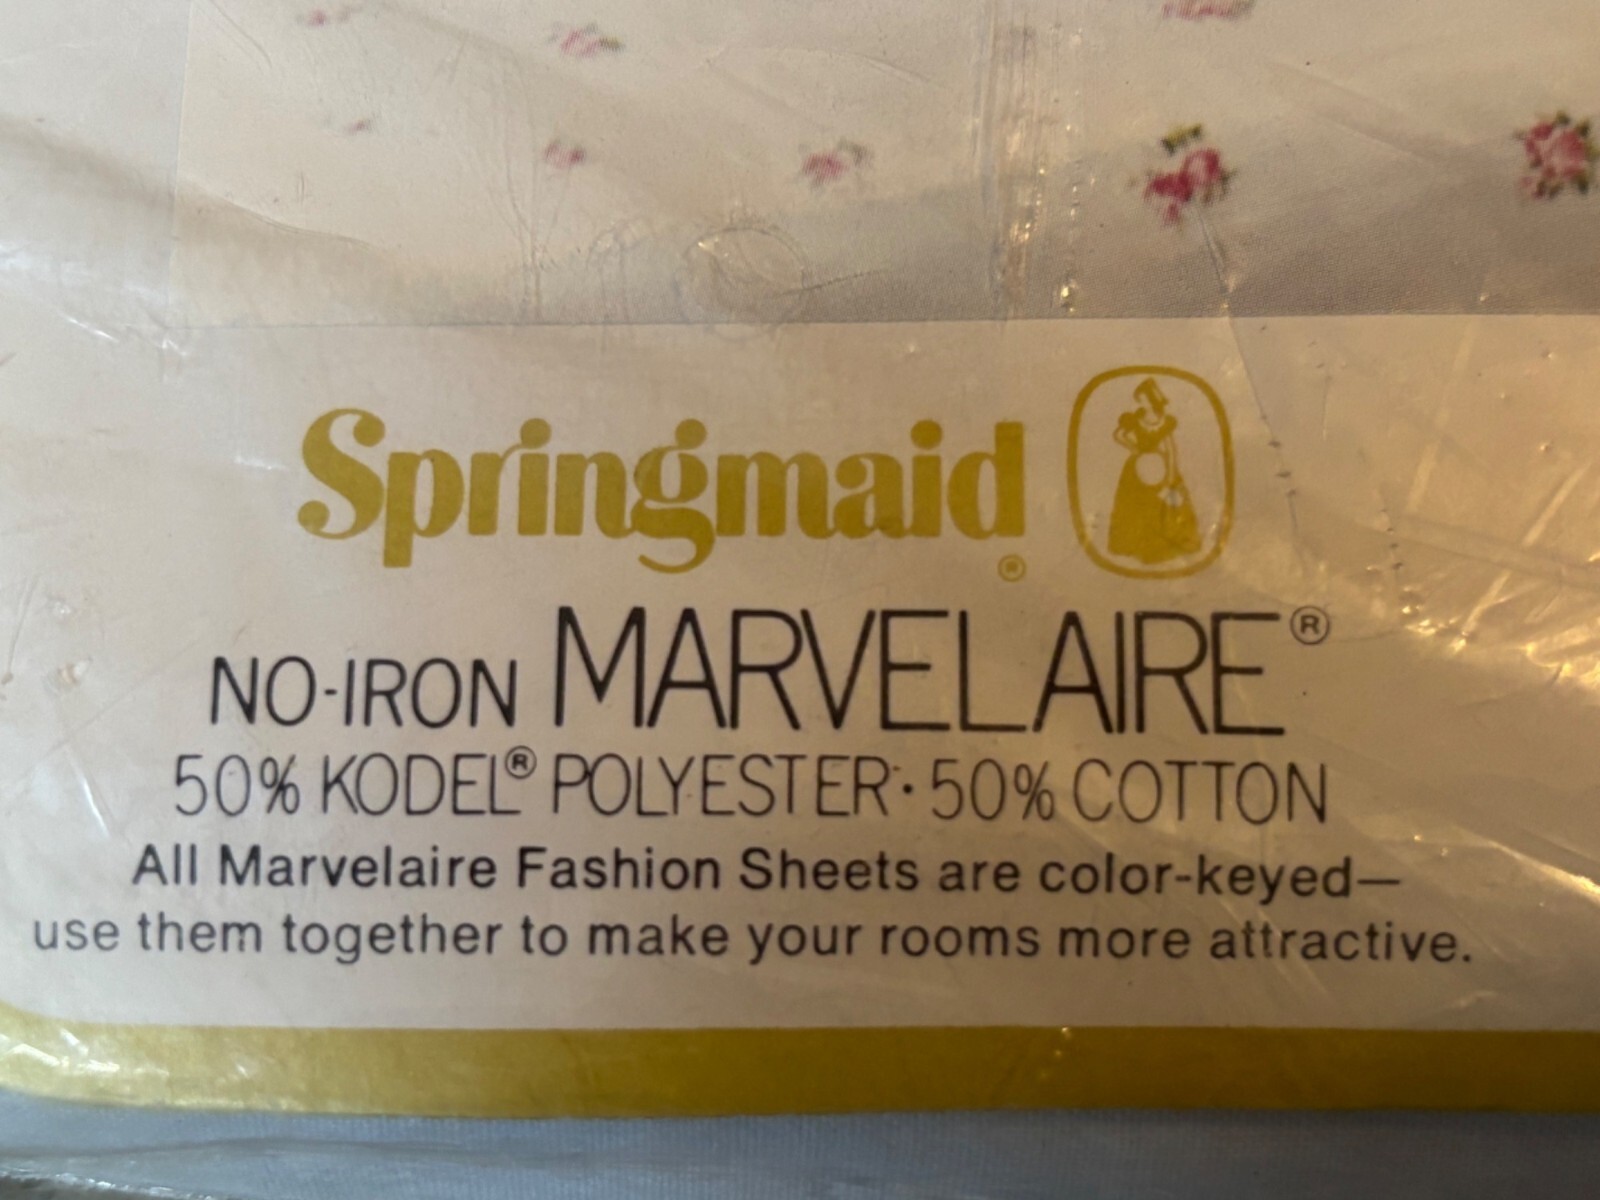 Springmaid®
NO-IRON MARVELAIRE®
50% KODEL® POLYESTER · 50% COTTON
All Marvelaire Fashion Sheets are color-keyed—
use them together to make your rooms more attractive.